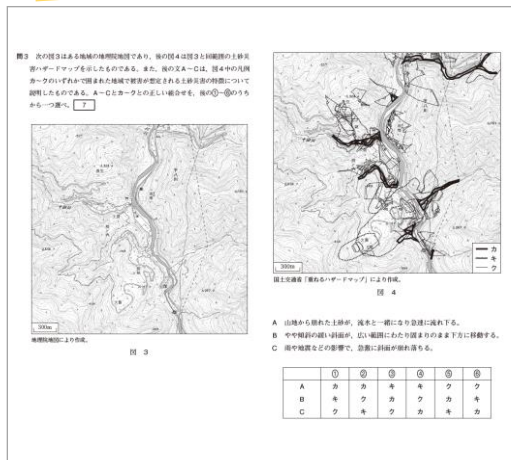 問3 次の図3はある地域の地理院地図であり，後の図4は図3と同範囲の土砂災
害ハザードマップを示したものである。また，後の文A～Cは，図4中の凡例
カ～クのいずれかで囲まれた地域で被害が想定される土砂災害の特徴について
説明したものである。A～Cとカ～クとの正しい組合せを，後の①～⑥のうち
から一つ選べ。 7
300m
地理院地図により作成。
図 3
カ
キ
ク
300m
国土交通省「重ねるハザードマップ」により作成。
図 4
A 山地から崩れた土砂が，流水と一緒になり急速に流れ下る。
B やや傾斜の緩い斜面が，広い範囲にわたり固まりのまま下方に移動する。
C 雨や地震などの影響で，急激に斜面が崩れ落ちる。
① ② ③ ④ ⑤ ⑥
A カ カ キ キ ク ク
B キ ク カ ク カ キ
C ク キ ク カ キ カ